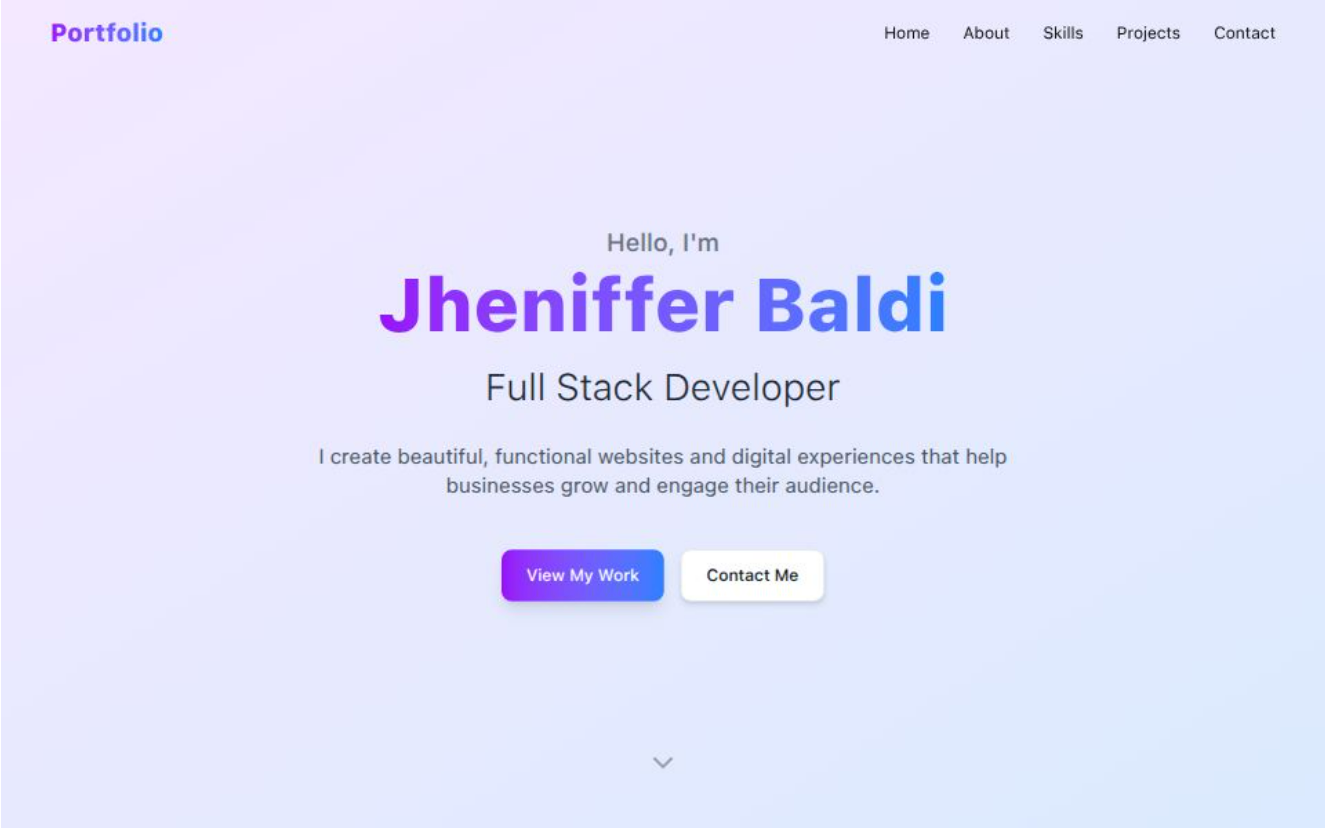 Portfolio
Home About Skills Projects Contact
Hello, I'm
Jheniffer Baldi
Full Stack Developer
I create beautiful, functional websites and digital experiences that help
businesses grow and engage their audience.
View My Work
Contact Me